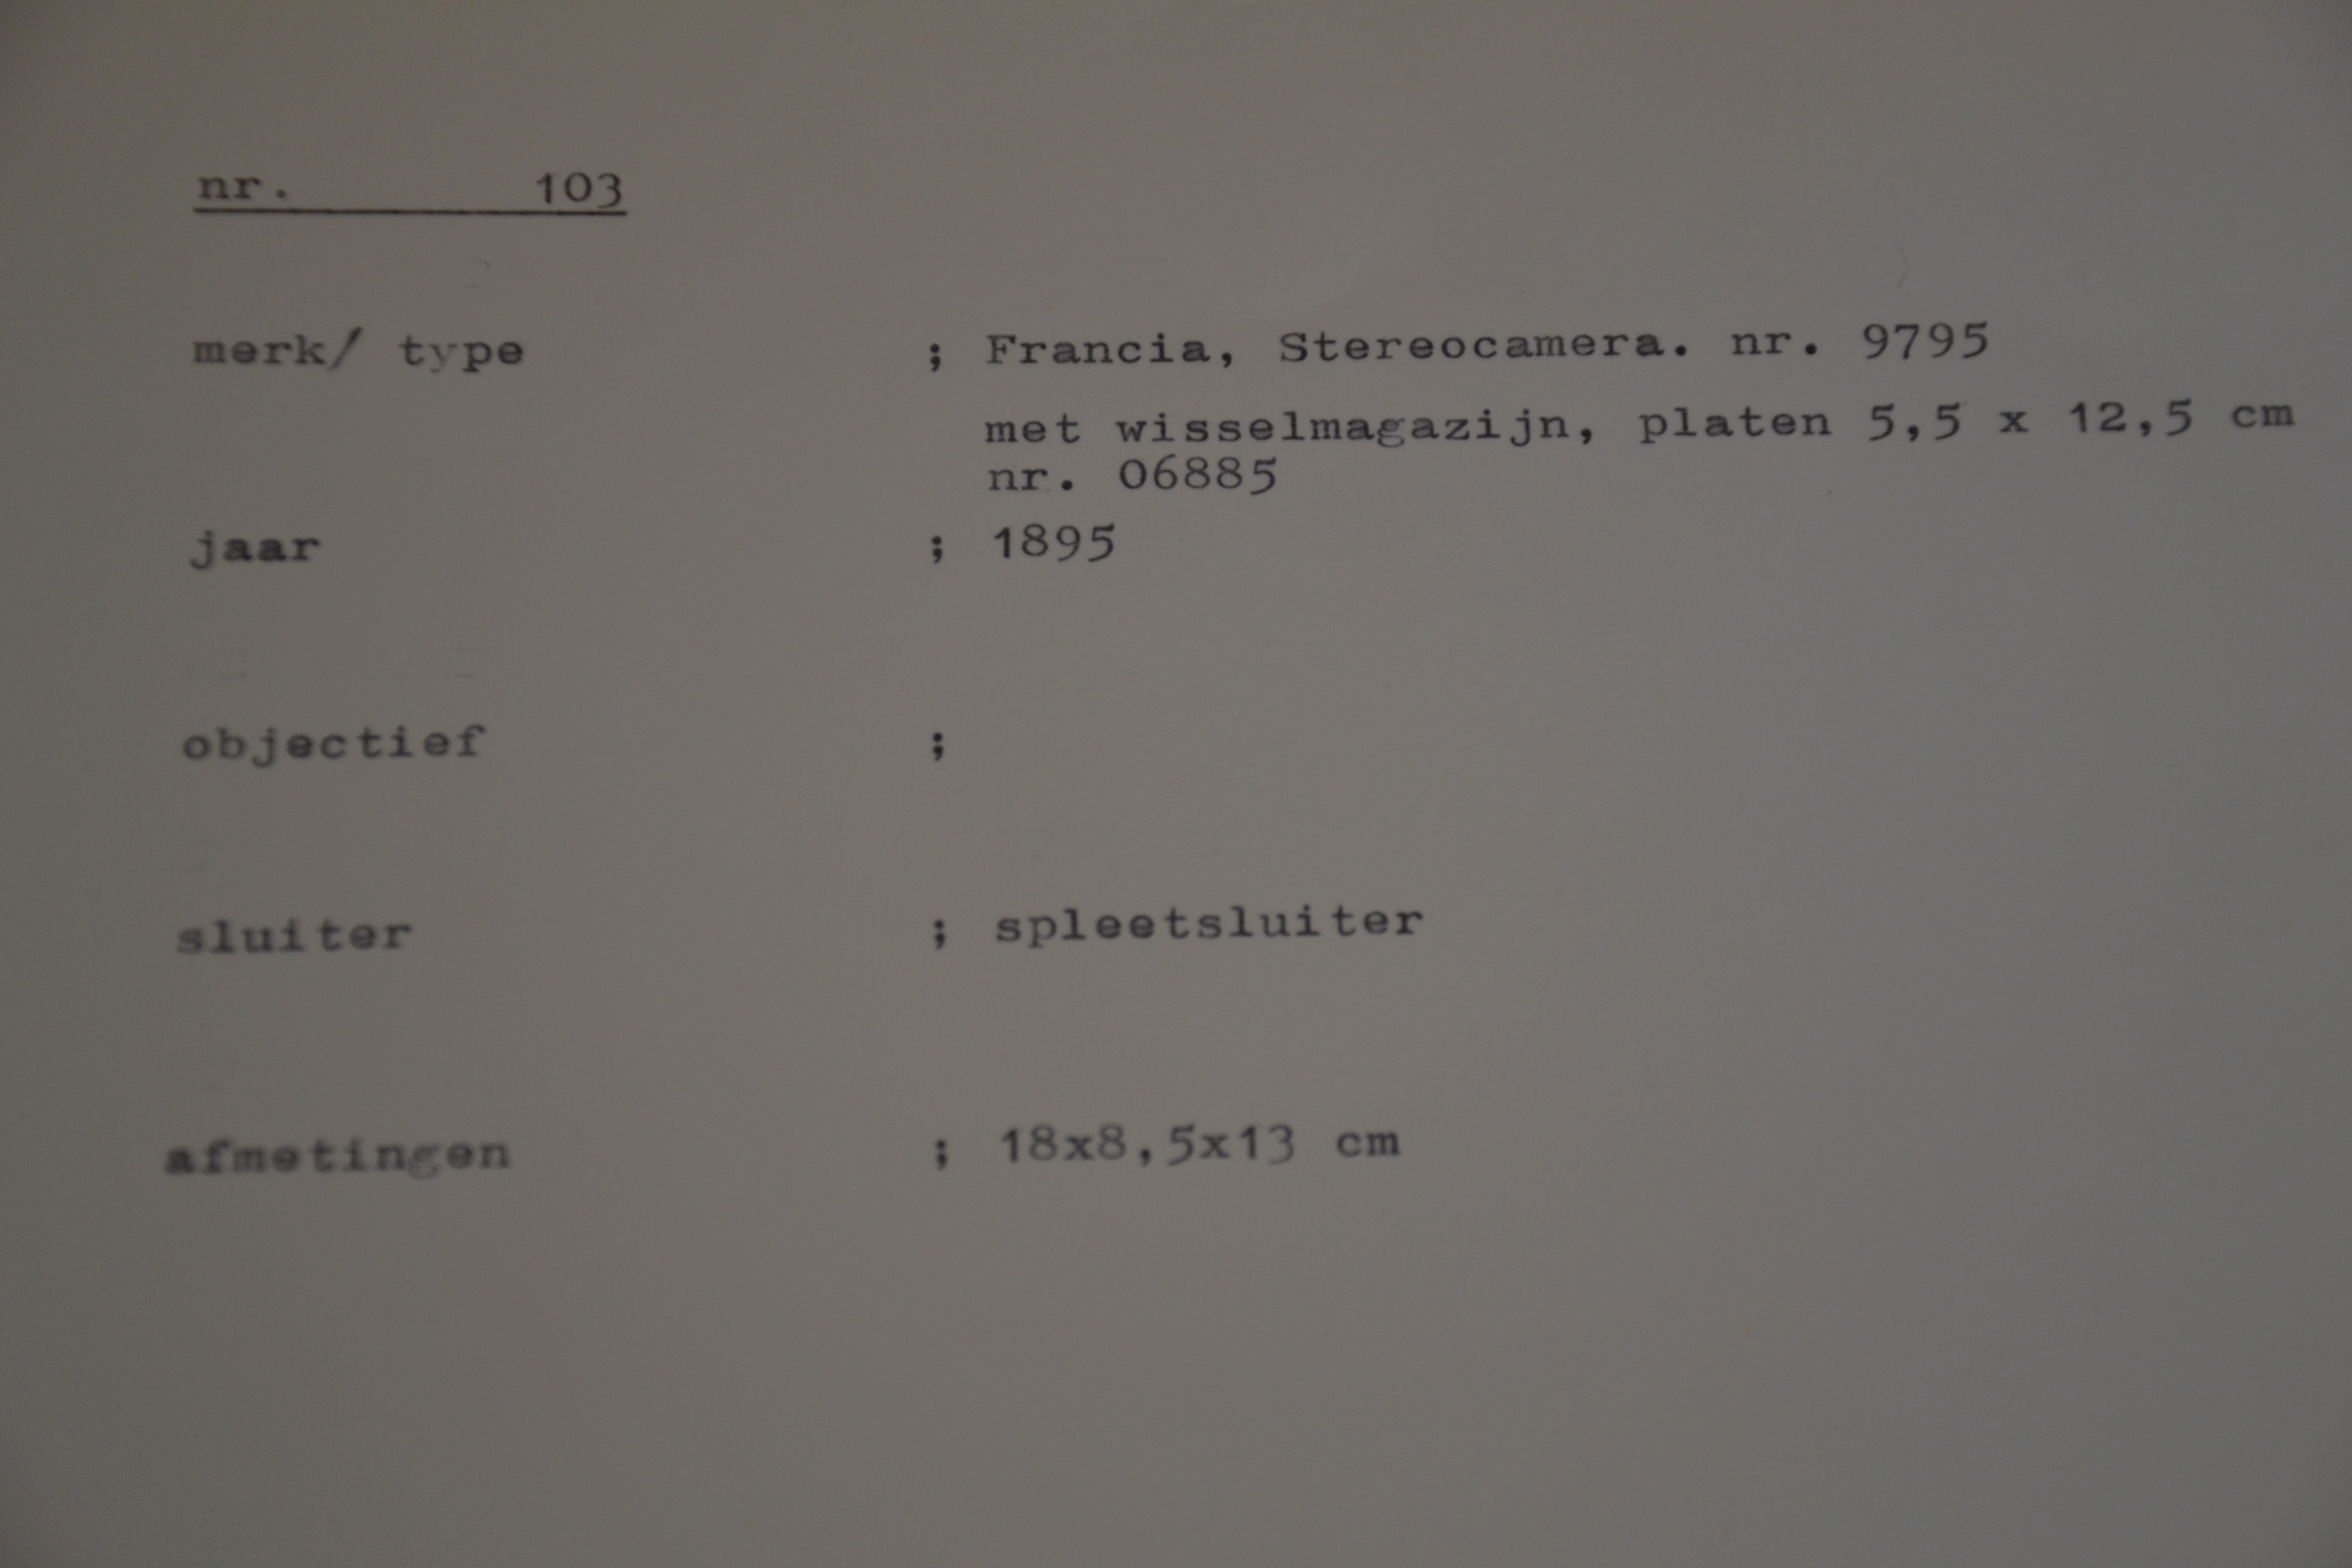 nr. 103
merk/ type ; Francia, Stereocamera. nr. 9795
met wisselmagazijn, platen 5,5 x 12,5 cm
nr. 06885
jaar ; 1895
objectief ;
sluiter ; spleetsluiter
afmetingen ; 18x8,5x13 cm